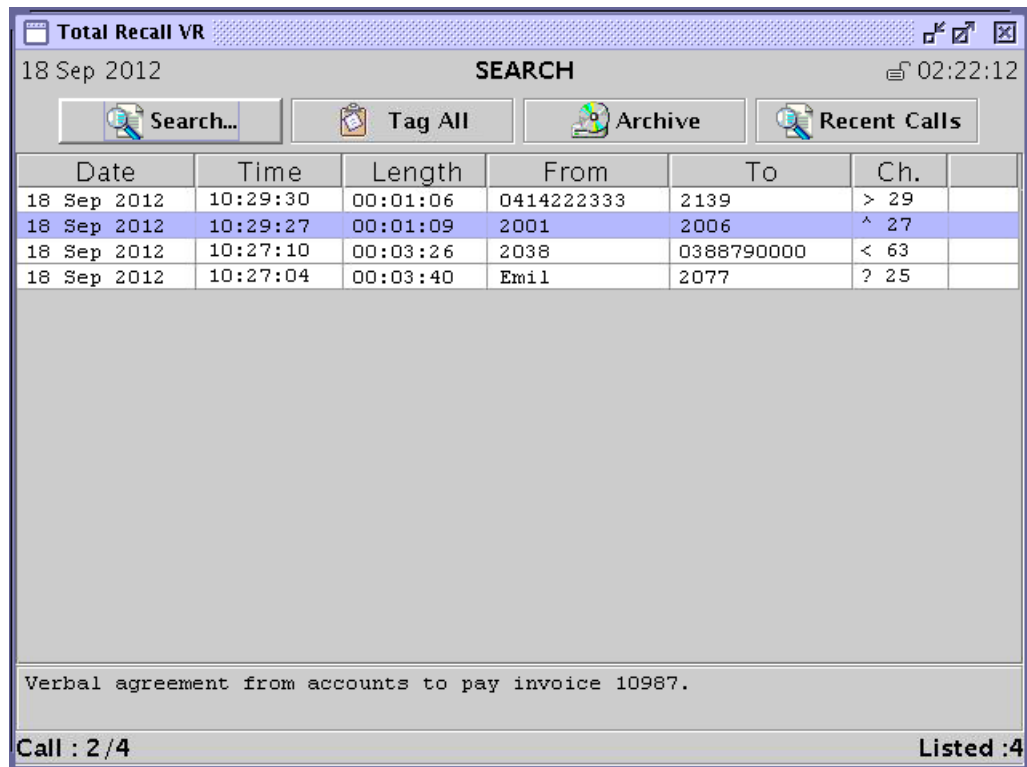 Total Recall VR
18 Sep 2012 SEARCH 02:22:12
Search... Tag All Archive Recent Calls
Date Time Length From To Ch.
18 Sep 2012 10:29:30 00:01:06 0414222333 2139 > 29
18 Sep 2012 10:29:27 00:01:09 2001 2006 ^ 27
18 Sep 2012 10:27:10 00:03:26 2038 0388790000 < 63
18 Sep 2012 10:27:04 00:03:40 Emil 2077 ? 25
Verbal agreement from accounts to pay invoice 10987.
Call : 2/4 Listed :4